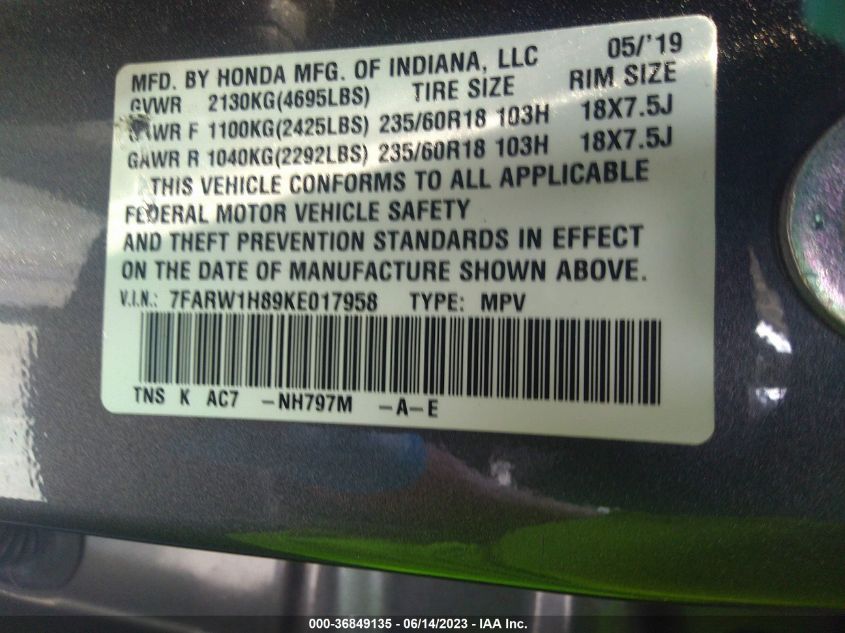 MFD. BY HONDA MFG. OF INDIANA, LLC 05/'19
GVWR 2130KG(4695LBS) TIRE SIZE RIM SIZE
GAWR F 1100KG(2425LBS) 235/60R18 103H 18X7.5J
GAWR R 1040KG(2292LBS) 235/60R18 103H 18X7.5J
THIS VEHICLE CONFORMS TO ALL APPLICABLE
FEDERAL MOTOR VEHICLE SAFETY
AND THEFT PREVENTION STANDARDS IN EFFECT
ON THE DATE OF MANUFACTURE SHOWN ABOVE.
V.I.N.: 7FARW1H89KE017958 TYPE: MPV
TNS K AC7 -NH797M -A-E
000-36849135 - 06/14/2023 - IAA Inc.